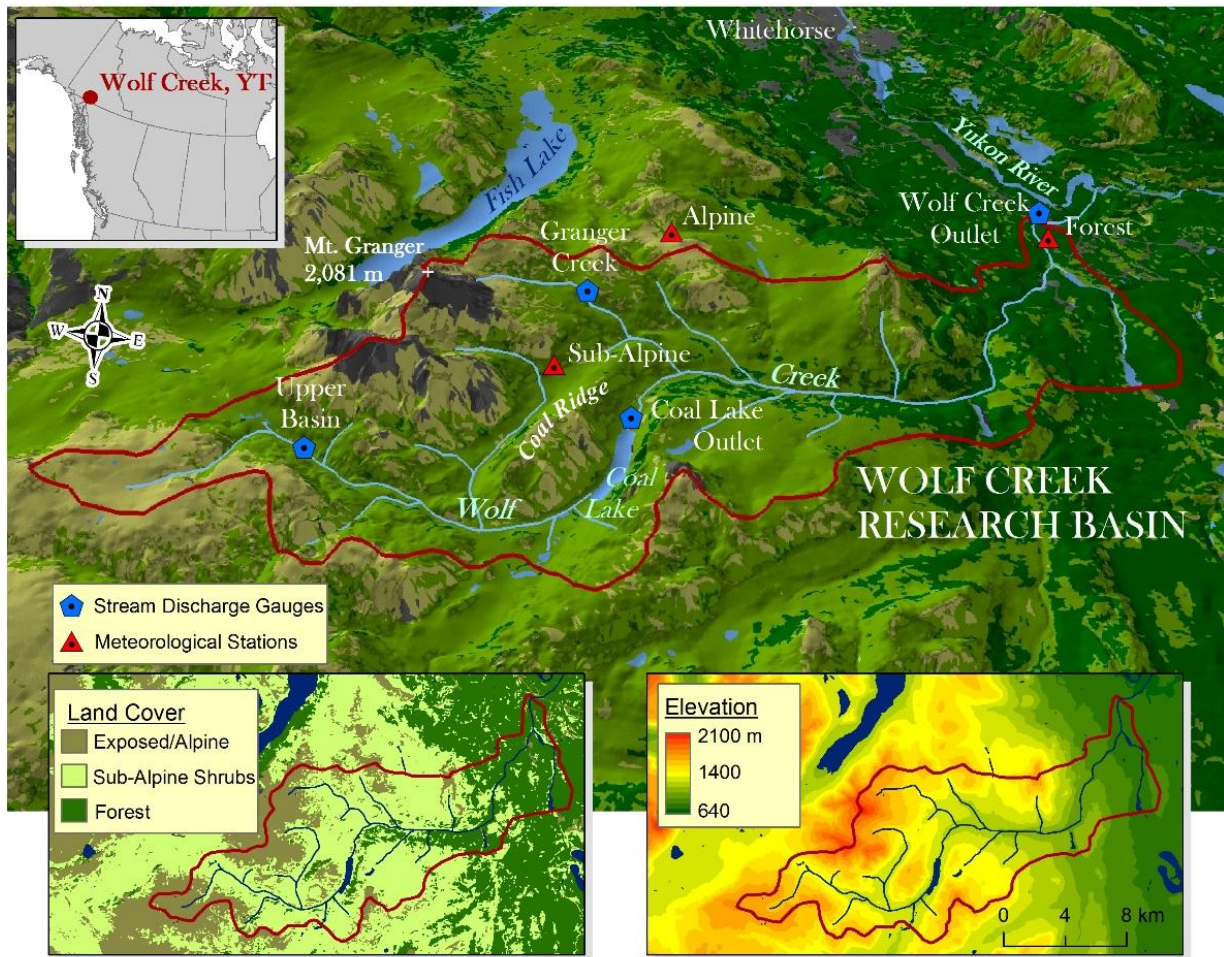 Wolf Creek, YT
Whitehorse
Fish Lake
Yukon River
Mt. Granger
2,081 m
Granger
Creek
Alpine
Wolf Creek
Outlet
Forest
N
W
E
S
Sub-Alpine
Coal Ridge
Creek
Upper
Basin
Coal Lake
Outlet
Coal
Lake
Wolf
WOLF CREEK
RESEARCH BASIN
Stream Discharge Gauges
Meteorological Stations
Land Cover
Exposed/Alpine
Sub-Alpine Shrubs
Forest
Elevation
2100 m
1400
640
0 4 8 km